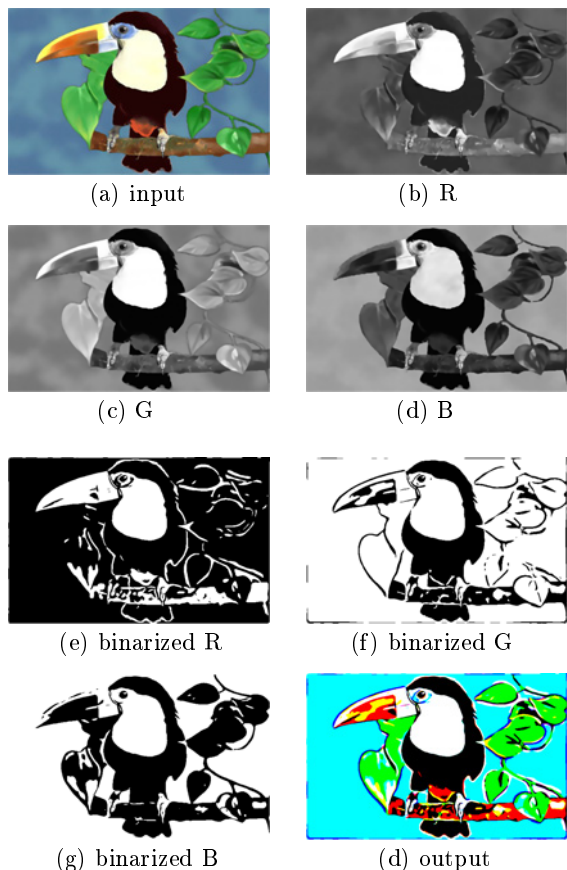 (a) input
(b) R
(c) G
(d) B
(e) binarized R
(f) binarized G
(g) binarized B
(d) output